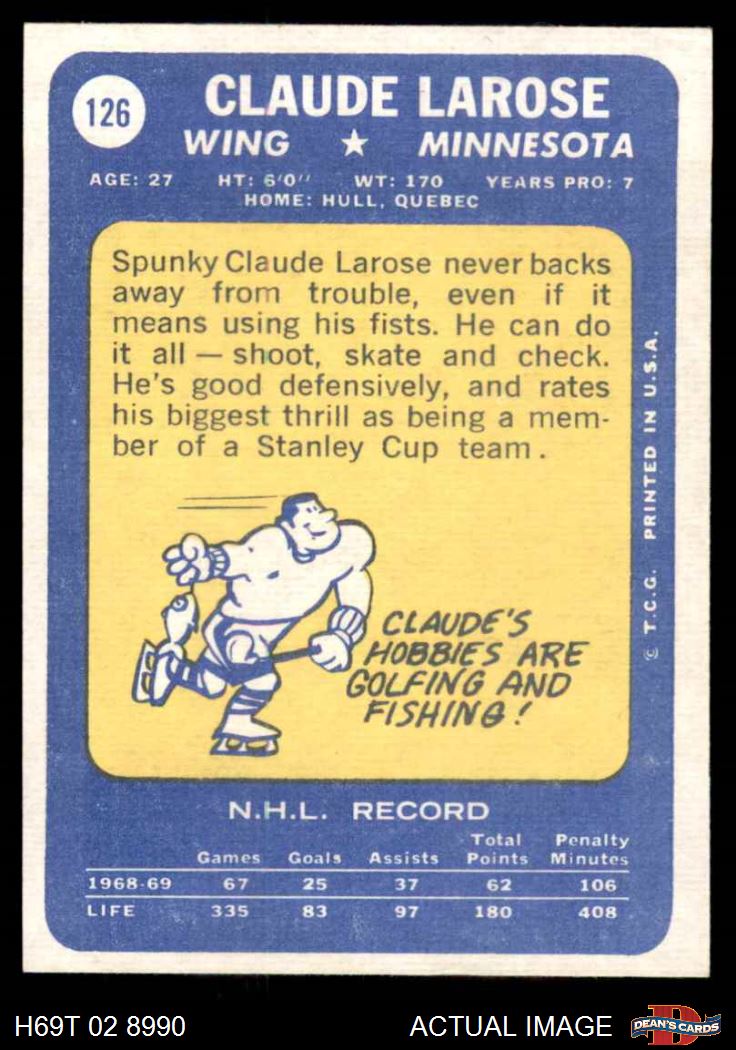 126
CLAUDE LAROSE
WING ★ MINNESOTA
AGE: 27 HT: 6'0" WT: 170 YEARS PRO: 7
HOME: HULL, QUEBEC
Spunky Claude Larose never backs
away from trouble, even if it
means using his fists. He can do
it all — shoot, skate and check.
He's good defensively, and rates
his biggest thrill as being a mem-
ber of a Stanley Cup team.
CLAUDE'S
HOBBIES ARE
GOLFING AND
FISHING!
© T.C.G. PRINTED IN U.S.A.
N.H.L. RECORD
Games Goals Assists Total Points Penalty Minutes
1968-69 67 25 37 62 106
LIFE 335 83 97 180 408
H69T 02 8990 ACTUAL IMAGE
D
DEAN'S CARDS